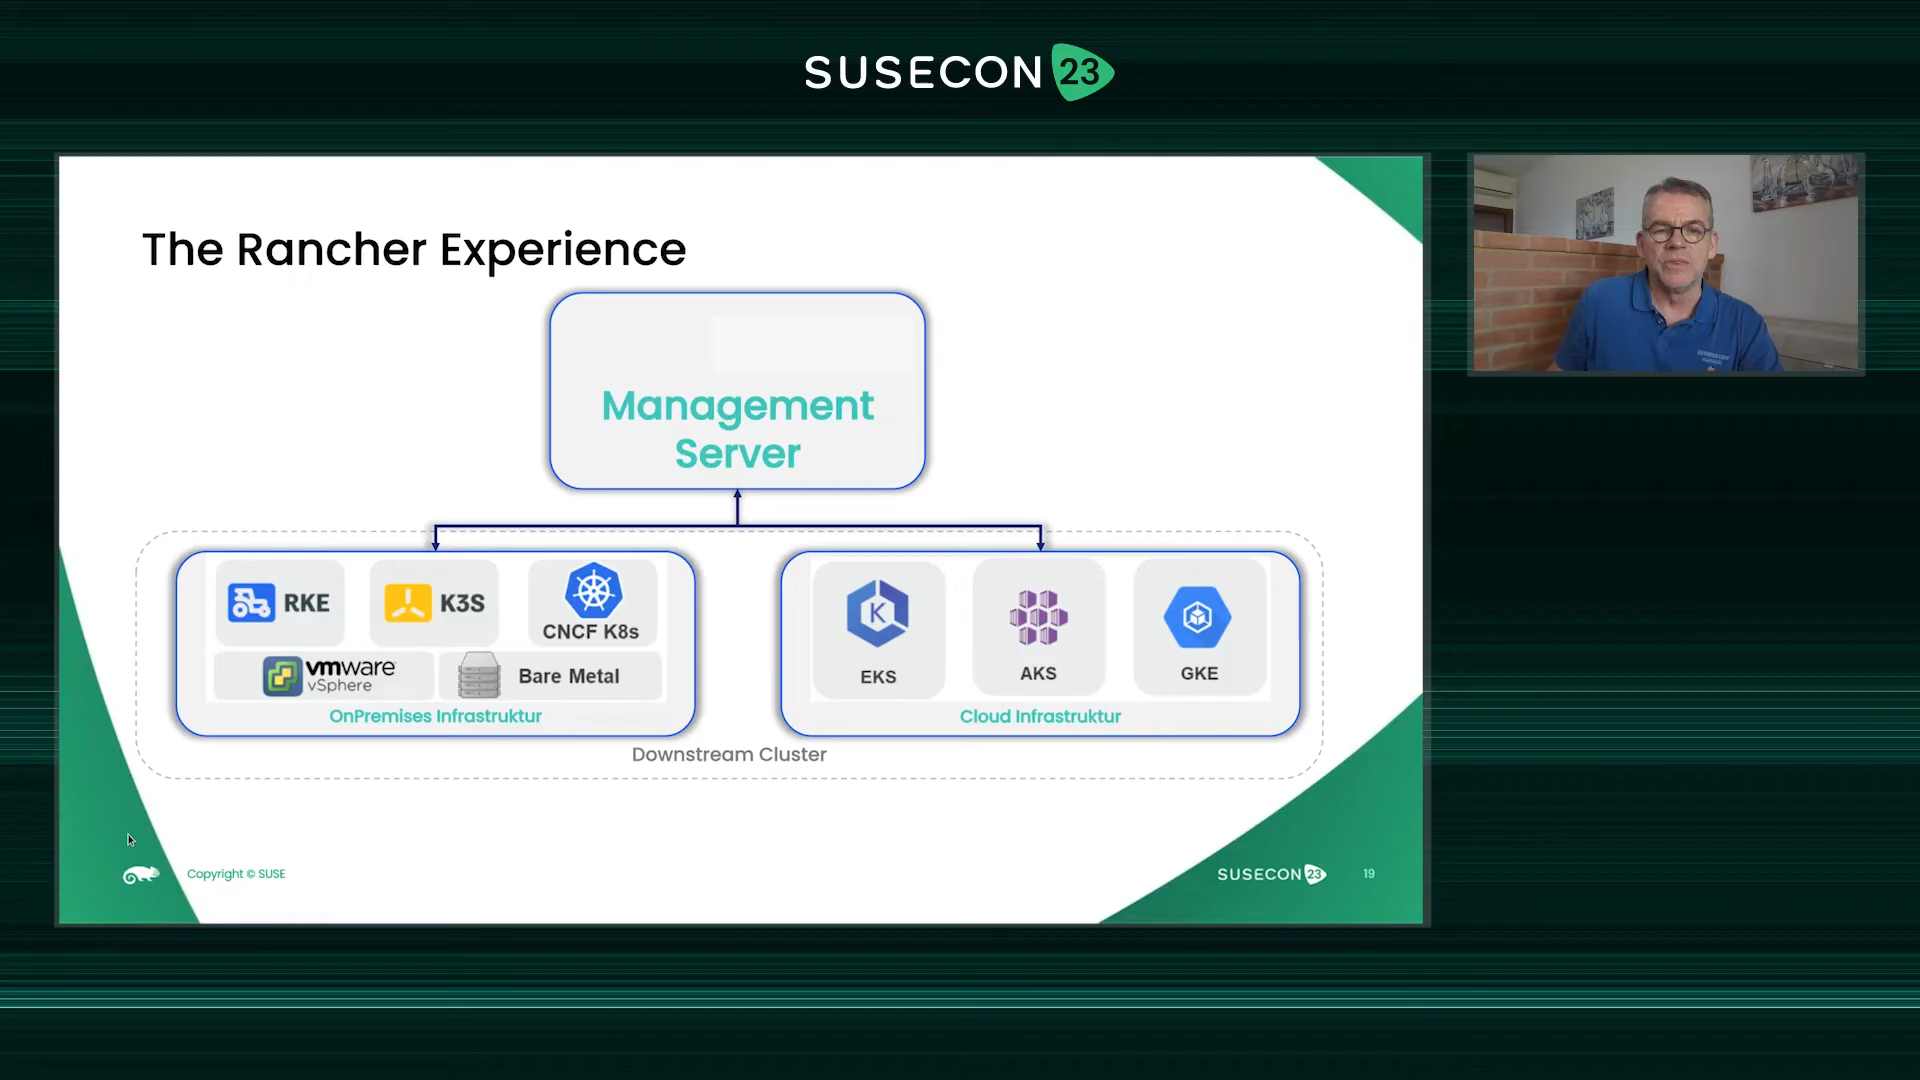 SUSECON 23
The Rancher Experience
Management
Server
RKE
K3S
CNCF K8s
vmware
vSphere
Bare Metal
OnPremises Infrastruktur
EKS
AKS
GKE
Cloud Infrastruktur
Downstream Cluster
Copyright © SUSE
SUSECON 23
19